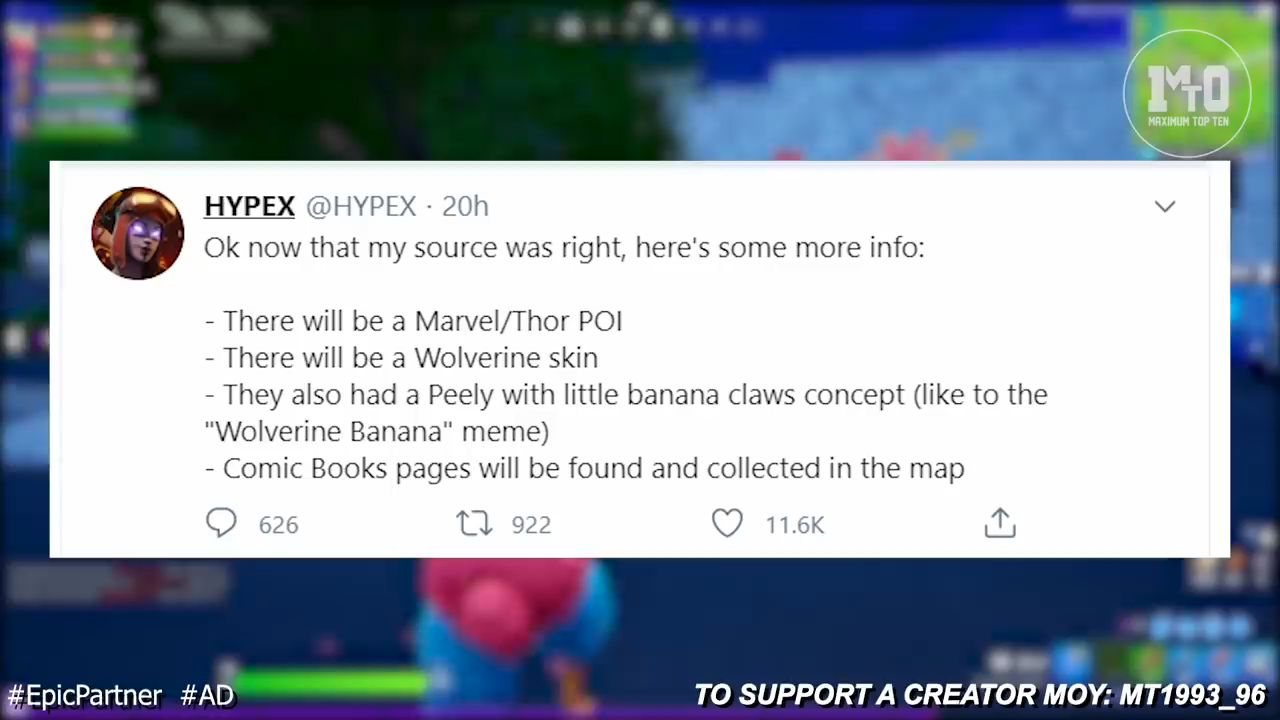 1MTO
MAXIMUM TOP TEN
HYPEX @HYPEX · 20h
Ok now that my source was right, here's some more info:
- There will be a Marvel/Thor POI
- There will be a Wolverine skin
- They also had a Peely with little banana claws concept (like to the
"Wolverine Banana" meme)
- Comic Books pages will be found and collected in the map
626 922 11.6K
#EpicPartner #AD
TO SUPPORT A CREATOR MOY: MT1993_96